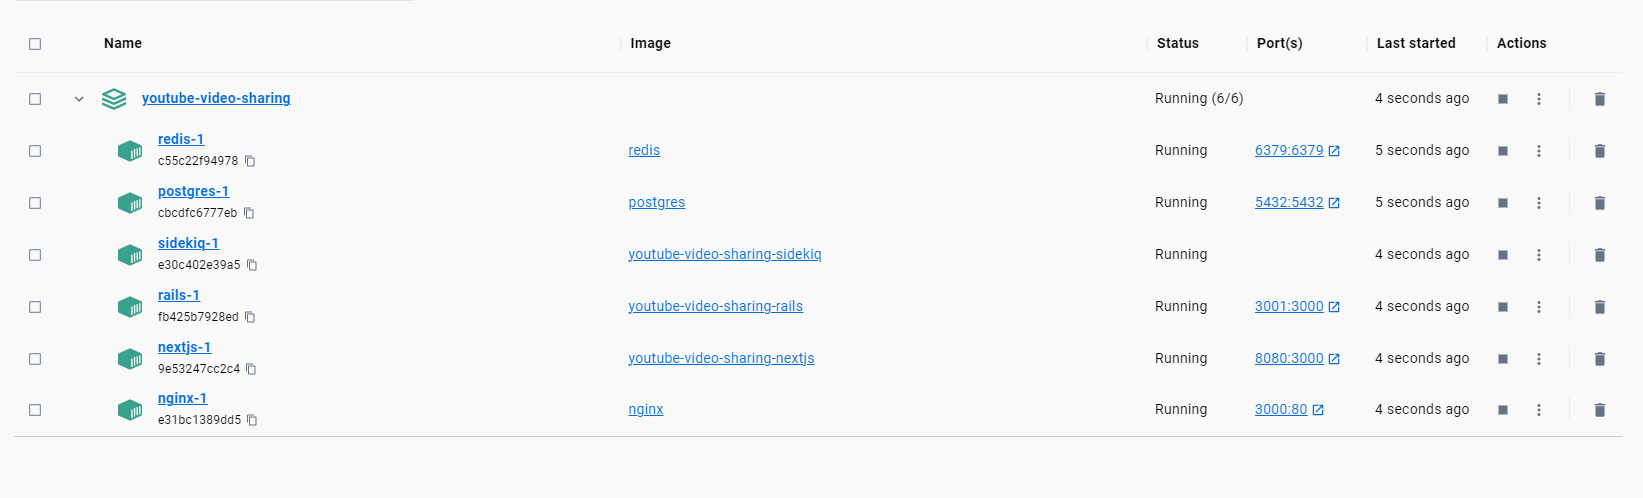 Name Image Status Port(s) Last started Actions
youtube-video-sharing Running (6/6) 4 seconds ago
redis-1
c55c22f94978
redis Running 6379:6379 5 seconds ago
postgres-1
cbcdfc6777eb
postgres Running 5432:5432 5 seconds ago
sidekiq-1
e30c402e39a5
youtube-video-sharing-sidekiq Running 4 seconds ago
rails-1
fb425b7928ed
youtube-video-sharing-rails Running 3001:3000 4 seconds ago
nextjs-1
9e53247cc2c4
youtube-video-sharing-nextjs Running 8080:3000 4 seconds ago
nginx-1
e31bc1389dd5
nginx Running 3000:80 4 seconds ago